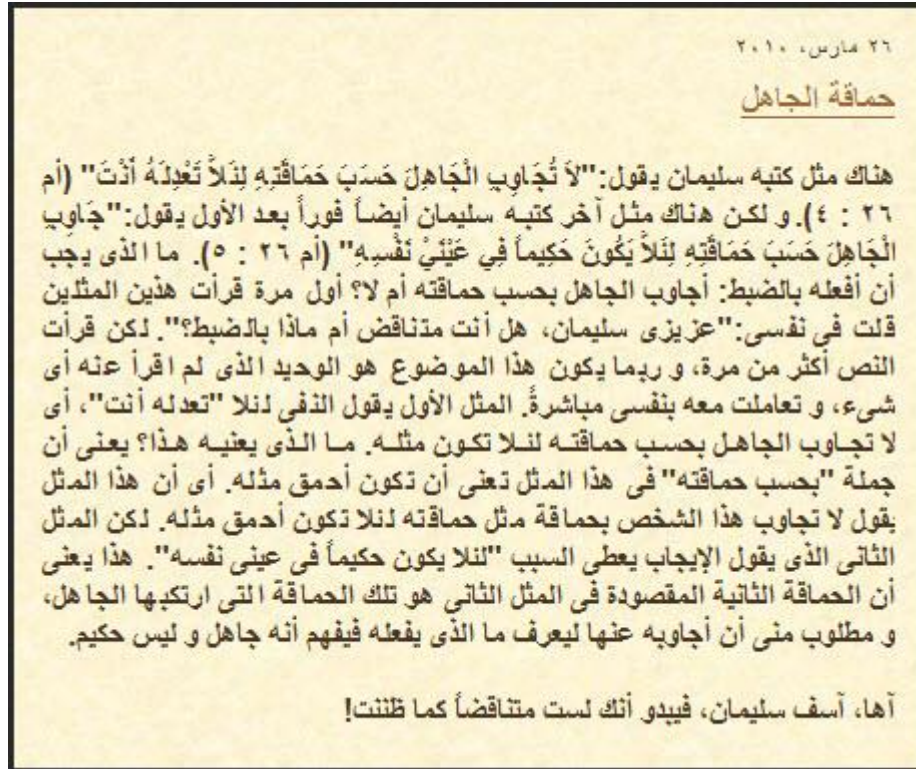 ٢٦ مارس، ٢٠١٠
حماقة الجاهل
هناك مثل كتبه سليمان يقول:"لاَ تُجَاوِبِ الْجَاهِلَ حَسَبَ حَمَاقَتِهِ لِئَلاَّ تَعْدِلَهُ أَنْتَ" (أم
٢٦ : ٤). و لكن هناك مثل آخر كتبه سليمان أيضاً فوراً بعد الأول يقول:"جَاوِبِ
الْجَاهِلَ حَسَبَ حَمَاقَتِهِ لِئَلاَّ يَكُونَ حَكِيماً فِي عَيْنَيْ نَفْسِهِ" (أم ٢٦ : ٥). ما الذى يجب
أن أفعله بالضبط: أجاوب الجاهل بحسب حماقته أم لا؟ أول مرة قرأت هذين المثلين
قلت فى نفسى:"عزيزى سليمان، هل أنت متناقض أم ماذا بالضبط؟". لكن قرأت
النص أكثر من مرة، و ربما يكون هذا الموضوع هو الوحيد الذى لم اقرأ عنه أى
شىء، و تعاملت معه بنفسى مباشرةً. المثل الأول يقول النفى لئلا "تعدله أنت"، أى
لا تجاوب الجاهل بحسب حماقته لئلا تكون مثله. ما الذى يعنيه هذا؟ يعنى أن
جملة "بحسب حماقته" فى هذا المثل تعنى أن تكون أحمق مثله. أى أن هذا المثل
يقول لا تجاوب هذا الشخص بحماقة مثل حماقته لئلا تكون أحمق مثله. لكن المثل
الثانى الذى يقول الإيجاب يعطى السبب "لئلا يكون حكيماً فى عينى نفسه". هذا يعنى
أن الحماقة الثانية المقصودة فى المثل الثانى هو تلك الحماقة التى ارتكبها الجاهل،
و مطلوب منى أن أجاوبه عنها ليعرف ما الذى يفعله فيفهم أنه جاهل و ليس حكيم.
آها، آسف سليمان، فيبدو أنك لست متناقضاً كما ظننت!